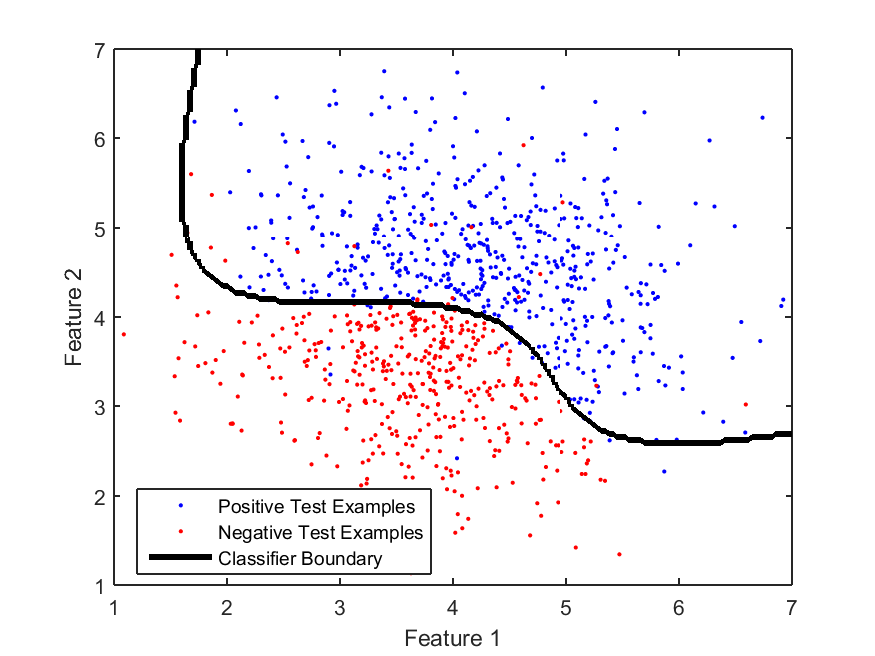 7
6
5
4
3
2
1
Feature 2
Positive Test Examples
Negative Test Examples
Classifier Boundary
1 2 3 4 5 6 7
Feature 1